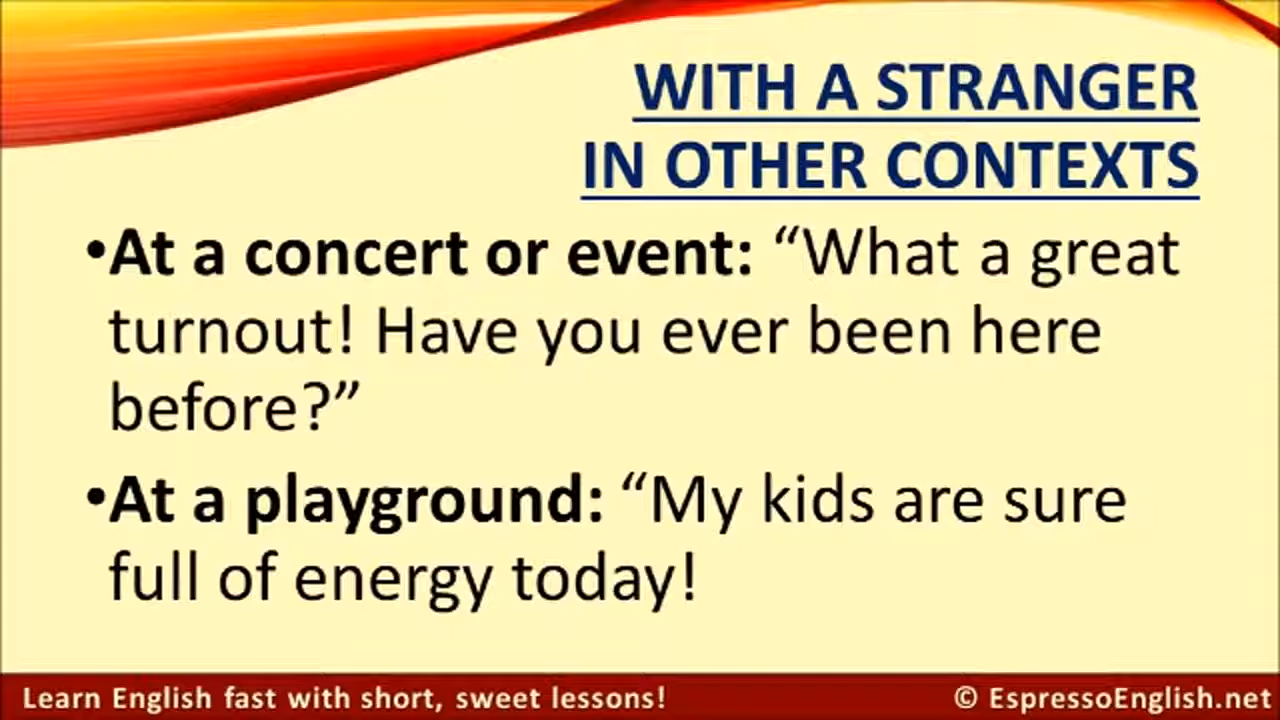 WITH A STRANGER
IN OTHER CONTEXTS
•At a concert or event: “What a great
turnout! Have you ever been here
before?”
•At a playground: “My kids are sure
full of energy today!
Learn English fast with short, sweet lessons!
© EspressoEnglish.net